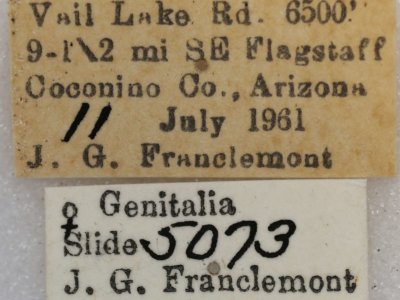 Vail Lake Rd. 6500'
9-1\2 mi SE Flagstaff
Coconino Co., Arizona
11 July 1961
J. G. Franclemont
♀ Genitalia
Slide 5073
J. G. Franclemont